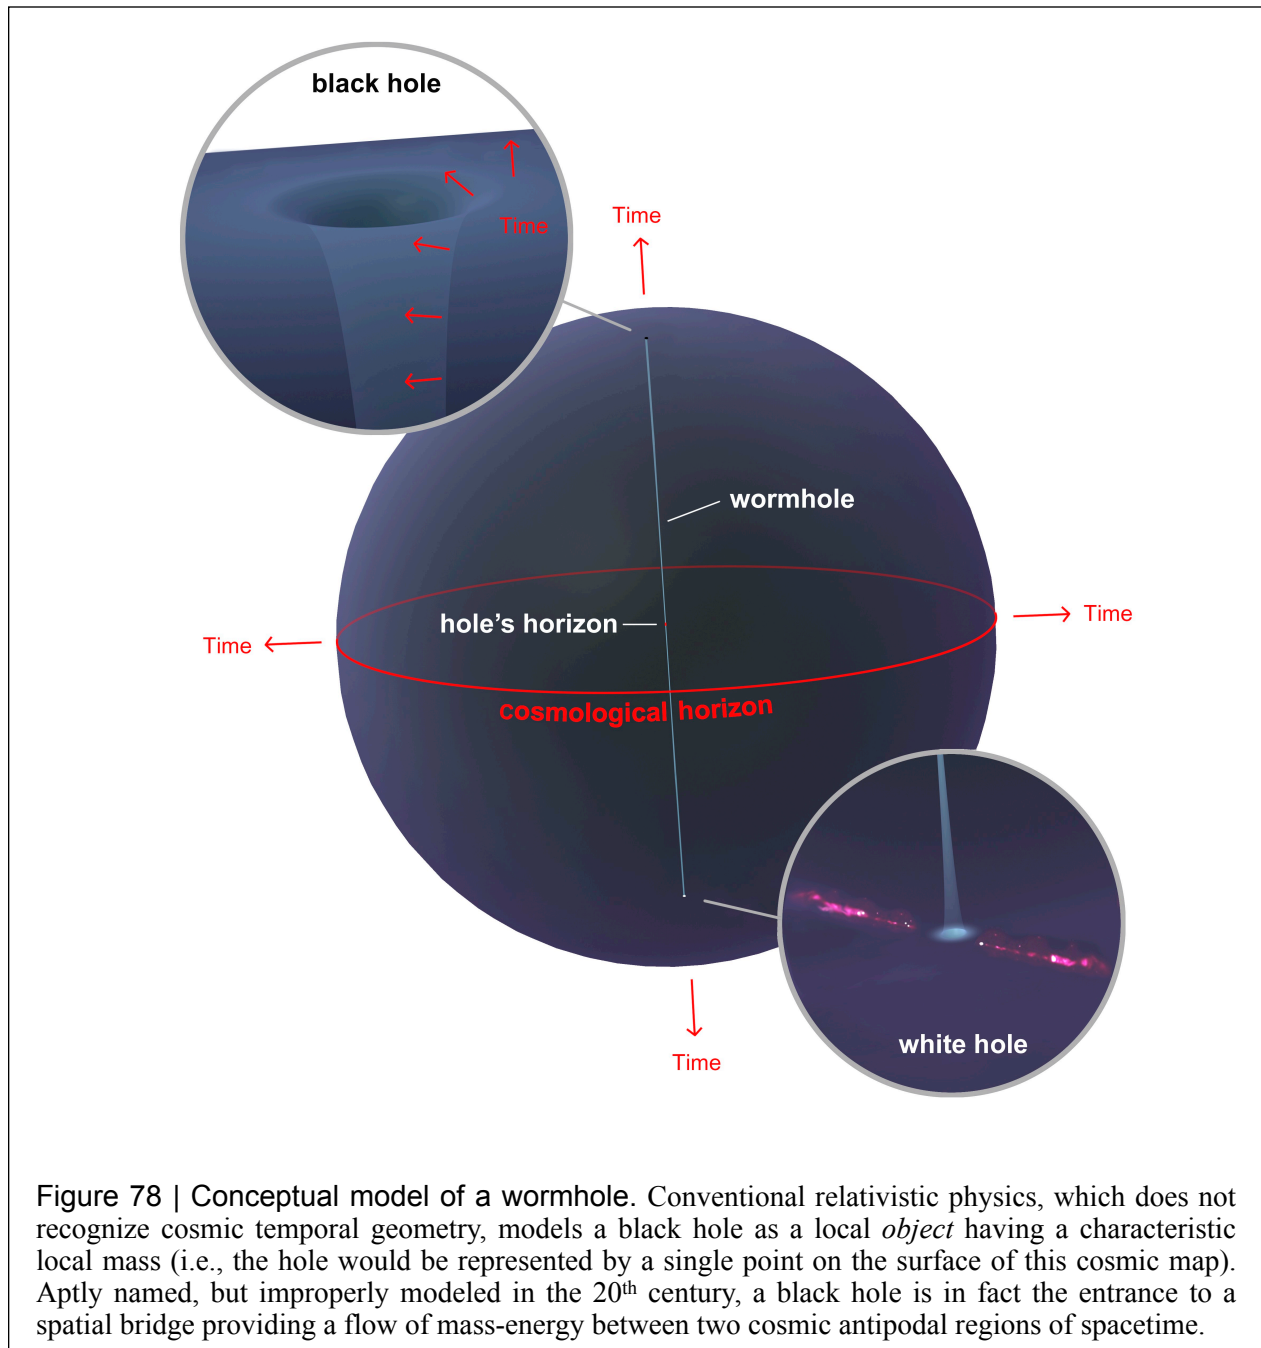 black hole
Time
Time
wormhole
hole's horizon
Time
Time
cosmological horizon
white hole
Time
Figure 78 | Conceptual model of a wormhole. Conventional relativistic physics, which does not
recognize cosmic temporal geometry, models a black hole as a local object having a characteristic
local mass (i.e., the hole would be represented by a single point on the surface of this cosmic map).
Aptly named, but improperly modeled in the 20th century, a black hole is in fact the entrance to a
spatial bridge providing a flow of mass-energy between two cosmic antipodal regions of spacetime.